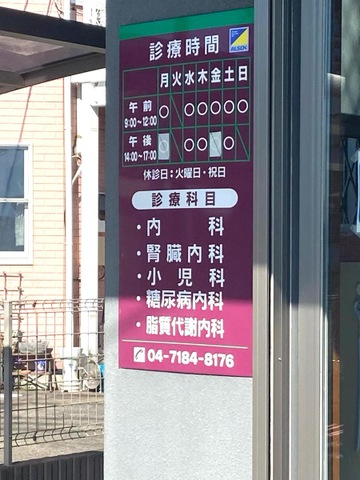 診療時間
ALSOK
月火水木金土日
午前
9:00~12:00
○ ○○○○○
午後
14:00~17:00
○ ○○ ○
休診日：火曜日・祝日
診療科目
・内科
・腎臓内科
・小児科
・糖尿病内科
・脂質代謝内科
04-7184-8176